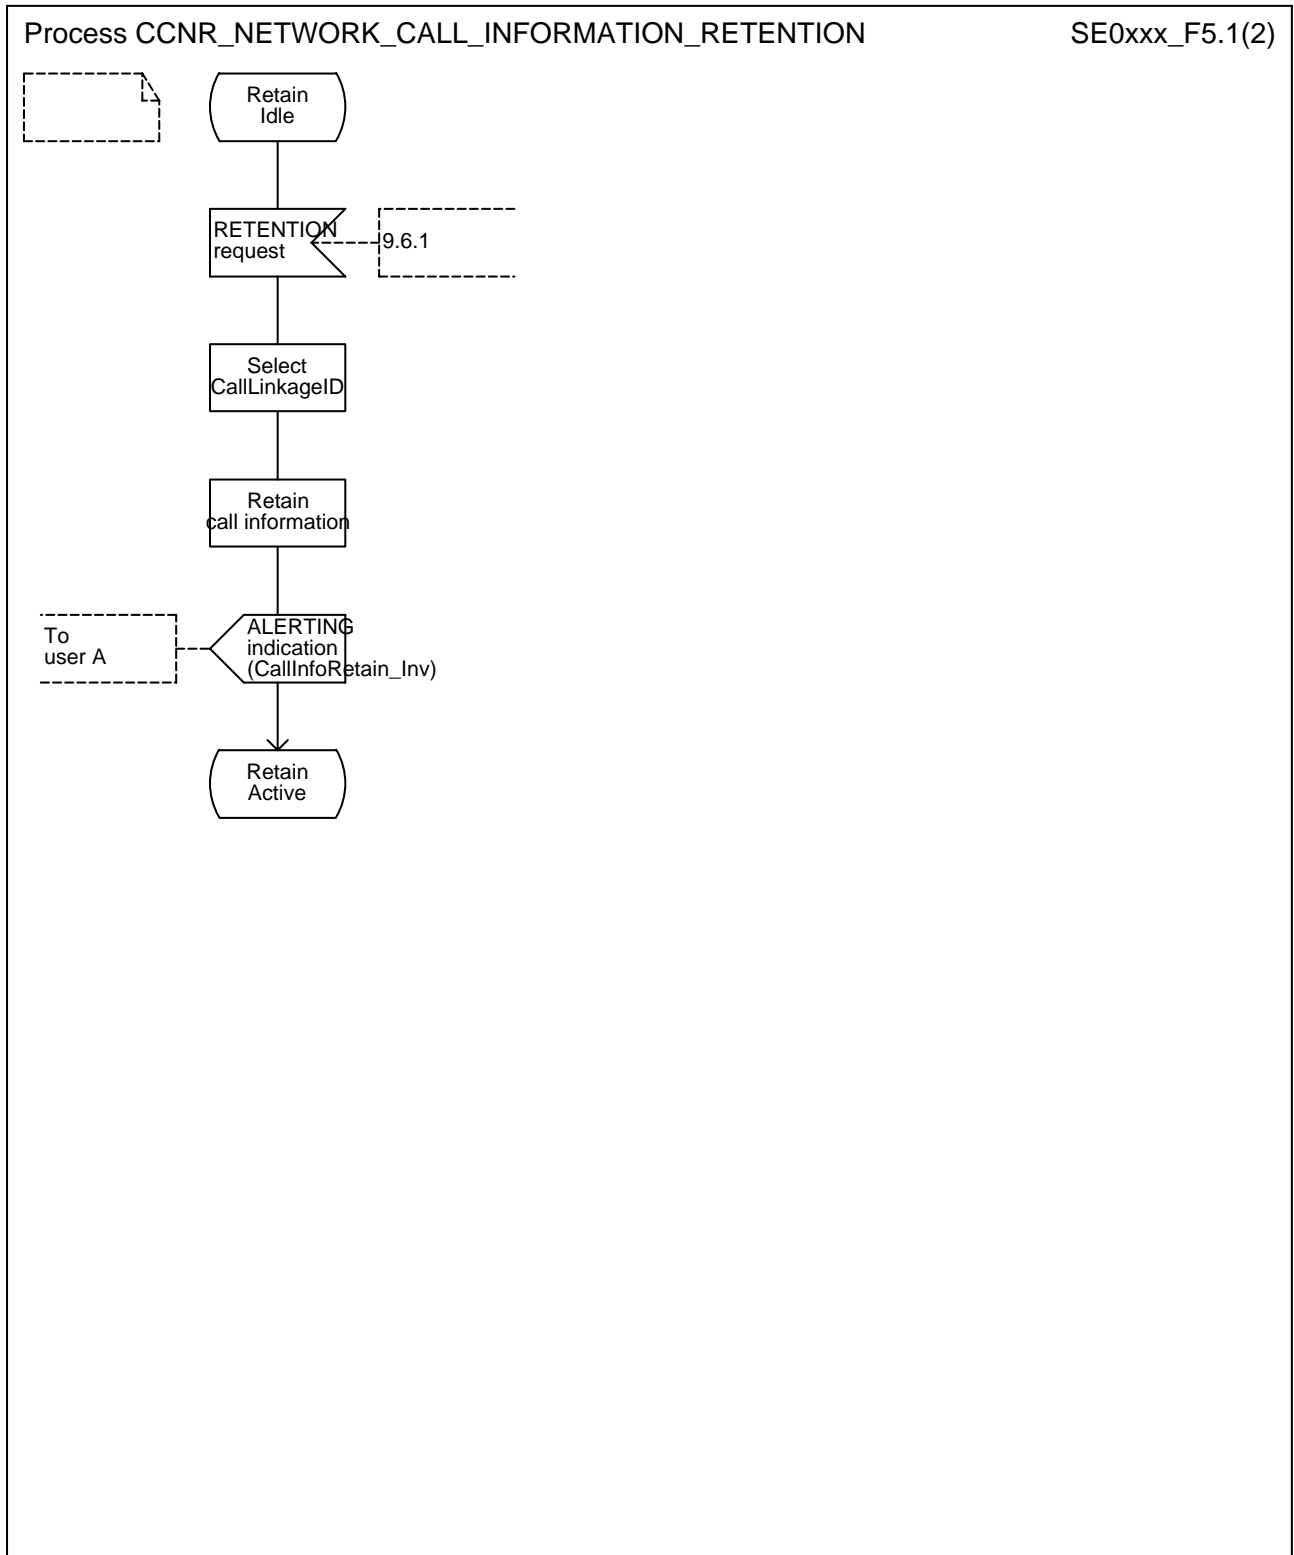 Process CCNR_NETWORK_CALL_INFORMATION_RETENTION
SE0xxx_F5.1(2)
Retain
Idle
RETENTION
request
9.6.1
Select
CallLinkageID
Retain
call information
To
user A
ALERTING
indication
(CallInfoRetain_Inv)
Retain
Active